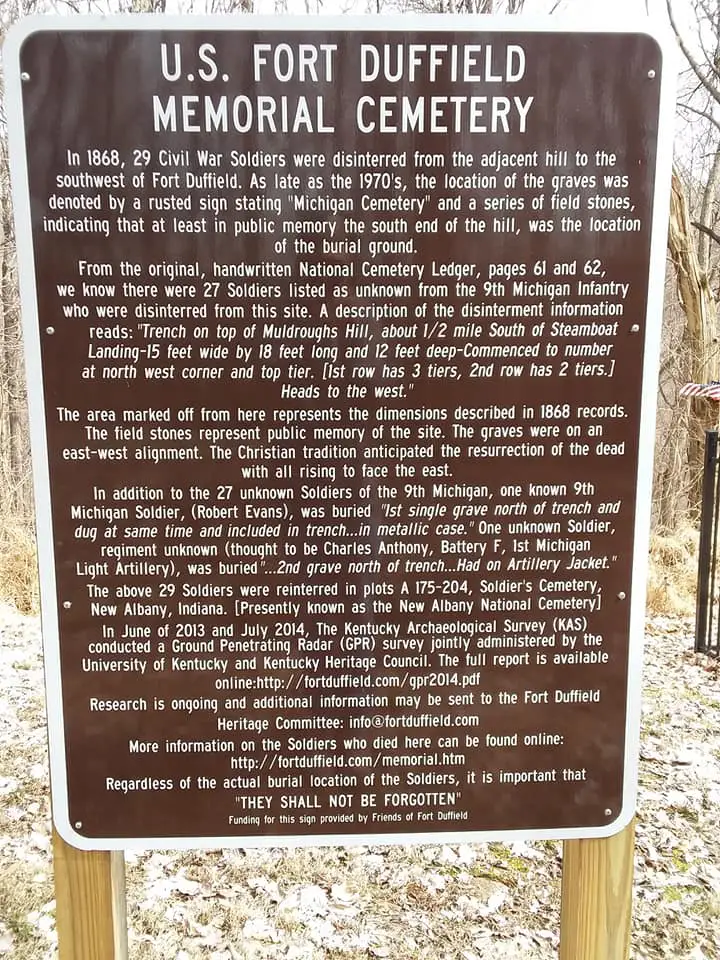 U.S. FORT DUFFIELD
MEMORIAL CEMETERY
In 1868, 29 Civil War Soldiers were disinterred from the adjacent hill to the
southwest of Fort Duffield. As late as the 1970's, the location of the graves was
denoted by a rusted sign stating "Michigan Cemetery" and a series of field stones,
indicating that at least in public memory the south end of the hill, was the location
of the burial ground.
From the original, handwritten National Cemetery Ledger, pages 61 and 62,
we know there were 27 Soldiers listed as unknown from the 9th Michigan Infantry
who were disinterred from this site. A description of the disinterment information
reads: "Trench on top of Muldroughs Hill, about 1/2 mile South of Steamboat
Landing-15 feet wide by 18 feet long and 12 feet deep-Commenced to number
at north west corner and top tier. [1st row has 3 tiers, 2nd row has 2 tiers.]
Heads to the west."
The area marked off from here represents the dimensions described in 1868 records.
The field stones represent public memory of the site. The graves were on an
east-west alignment. The Christian tradition anticipated the resurrection of the dead
with all rising to face the east.
In addition to the 27 unknown Soldiers of the 9th Michigan, one known 9th
Michigan Soldier, (Robert Evans), was buried "1st single grave north of trench and
dug at same time and included in trench...in metallic case." One unknown Soldier,
regiment unknown (thought to be Charles Anthony, Battery F, 1st Michigan
Light Artillery), was buried"...2nd grave north of trench...Had on Artillery Jacket."
The above 29 Soldiers were reinterred in plots A 175-204, Soldier's Cemetery,
New Albany, Indiana. [Presently known as the New Albany National Cemetery]
In June of 2013 and July 2014, The Kentucky Archaeological Survey (KAS)
conducted a Ground Penetrating Radar (GPR) survey jointly administered by the
University of Kentucky and Kentucky Heritage Council. The full report is available
online:http://fortduffield.com/gpr2014.pdf
Research is ongoing and additional information may be sent to the Fort Duffield
Heritage Committee: info@fortduffield.com
More information on the Soldiers who died here can be found online:
http://fortduffield.com/memorial.htm
Regardless of the actual burial location of the Soldiers, it is important that
"THEY SHALL NOT BE FORGOTTEN"
Funding for this sign provided by Friends of Fort Duffield